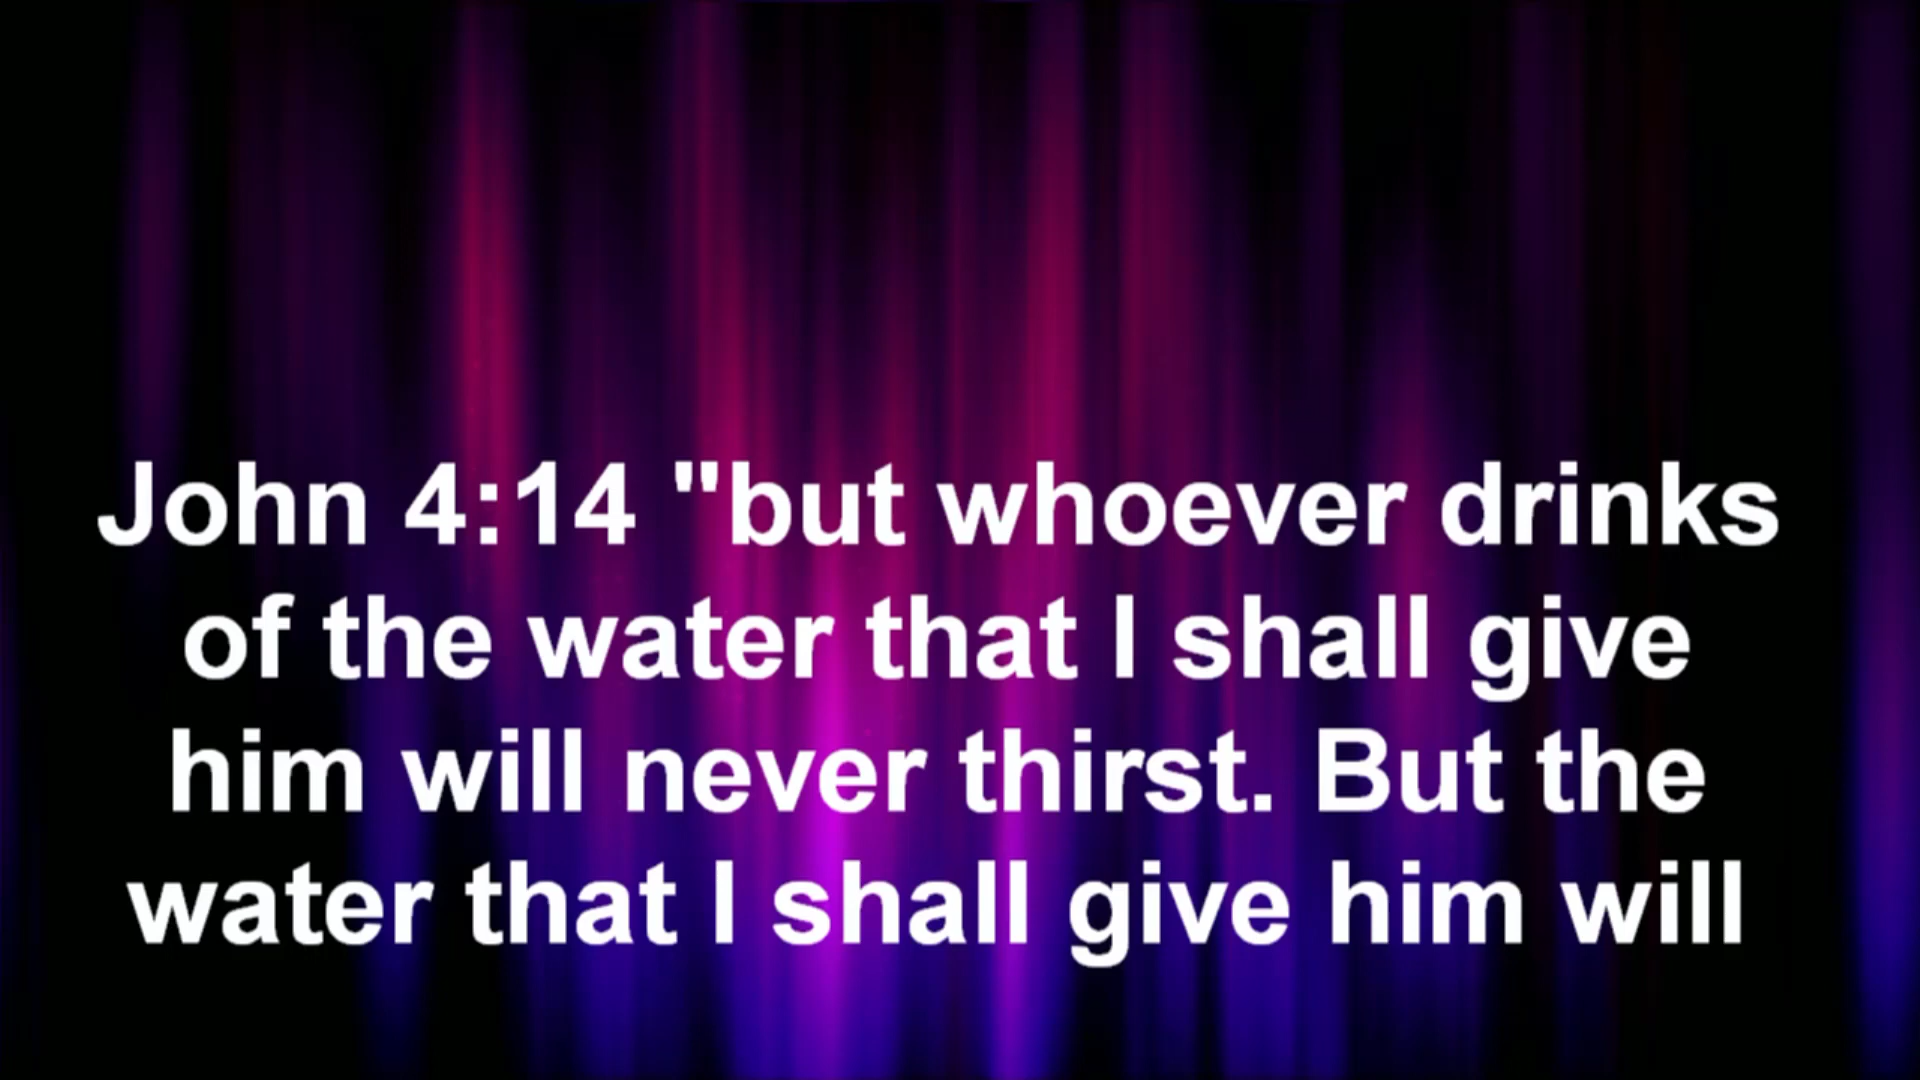 John 4:14 "but whoever drinks
of the water that I shall give
him will never thirst. But the
water that I shall give him will